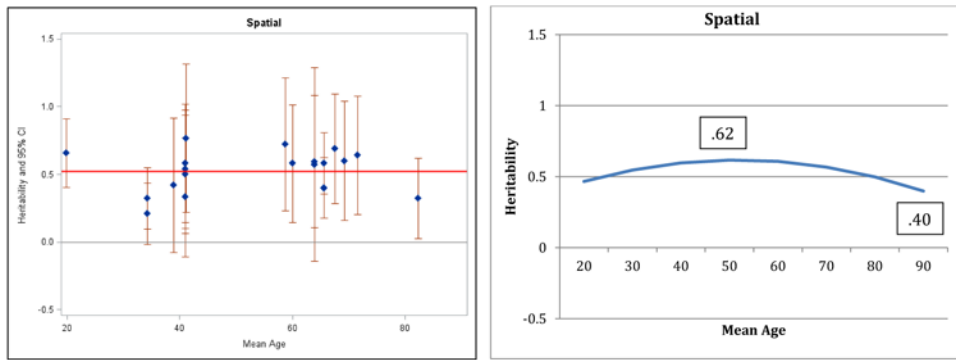 Spatial
1.5
1.0
0.5
0.0
-0.5
Heritability and 95% CI
20
40
60
80
Mean Age
Spatial
1.5
1
0.5
0
-0.5
Heritability
.62
.40
20 30 40 50 60 70 80 90
Mean Age